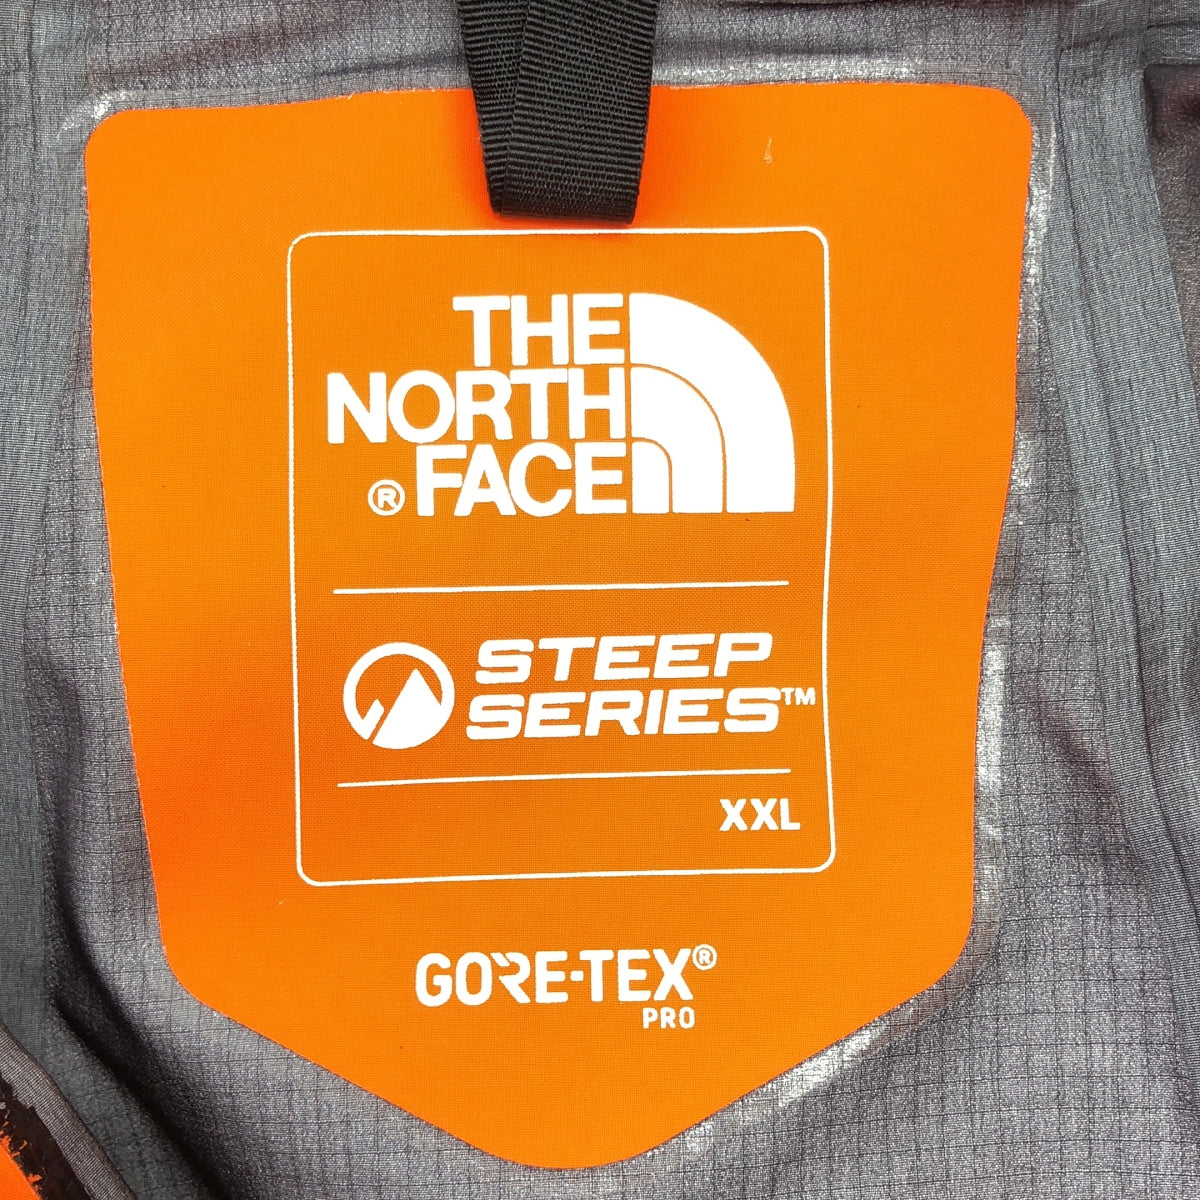 THE
NORTH
® FACE
STEEP
SERIES™
XXL
GORE-TEX®
PRO